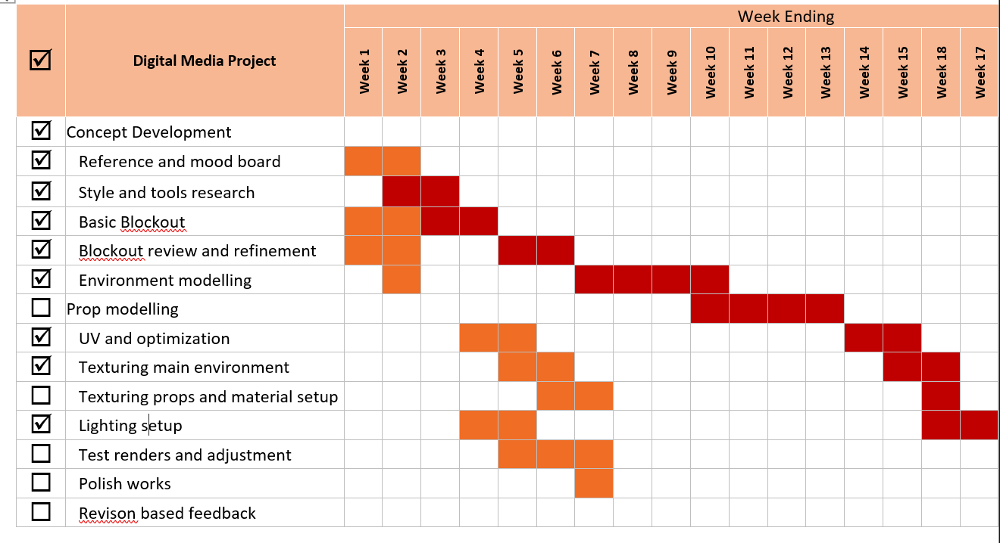 Week Ending
Digital Media Project
Week 1
Week 2
Week 3
Week 4
Week 5
Week 6
Week 7
Week 8
Week 9
Week 10
Week 11
Week 12
Week 13
Week 14
Week 15
Week 18
Week 17
Concept Development
Reference and mood board
Style and tools research
Basic Blockout
Blockout review and refinement
Environment modelling
Prop modelling
UV and optimization
Texturing main environment
Texturing props and material setup
Lighting setup
Test renders and adjustment
Polish works
Revison based feedback